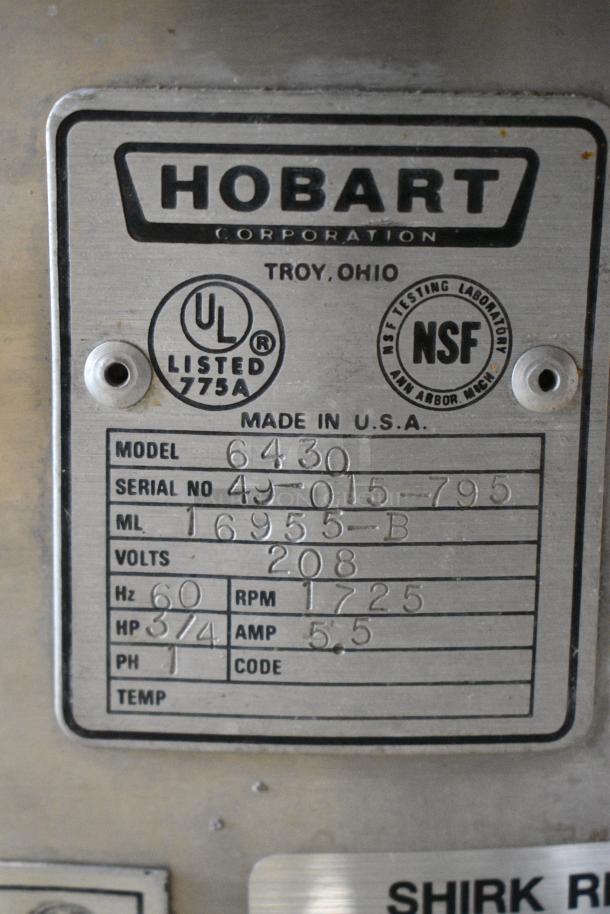 HOBART
CORPORATION
TROY, OHIO
UL
LISTED ®
775A
NSF TESTING LABORATORY
NSF
ANN ARBOR, MICH.
MADE IN U.S.A.
MODEL 6430
SERIAL NO 49-015-795
ML 16955-B
VOLTS 208
Hz 60 RPM 1725
HP 3/4 AMP 5.5
PH 1 CODE
TEMP
SHIRK